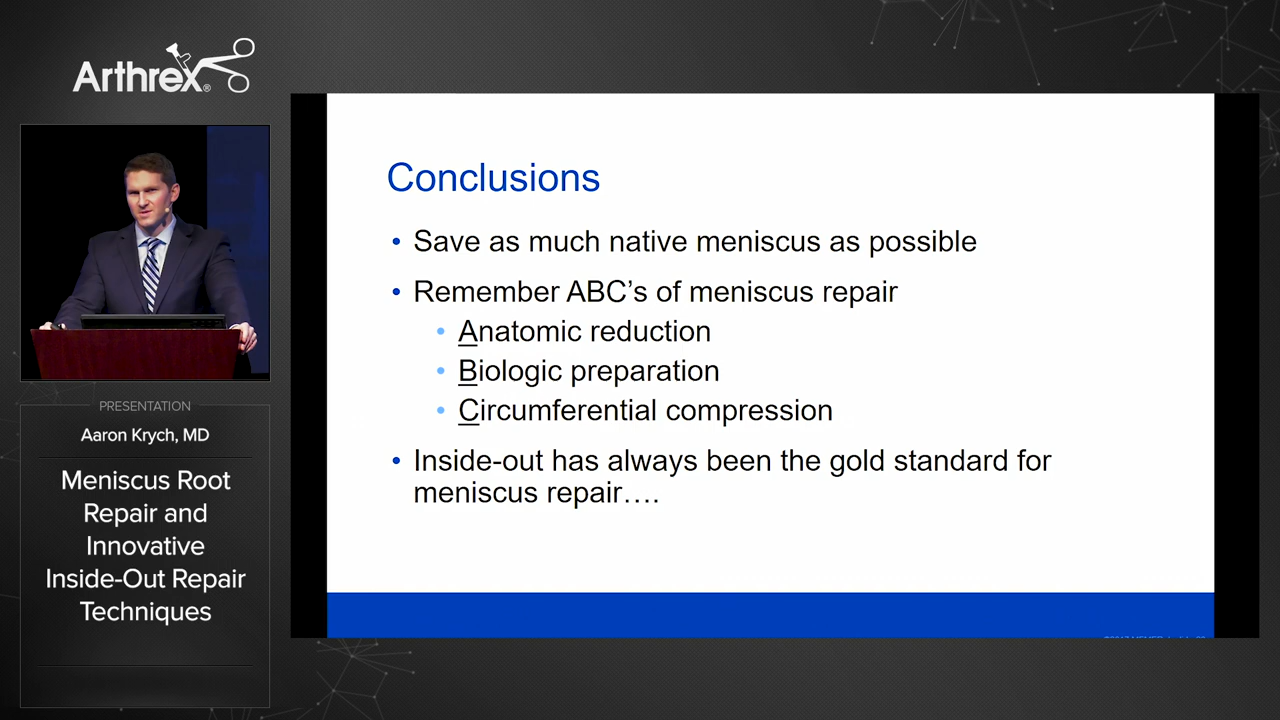 Arthrex®
PRESENTATION
Aaron Krych, MD
Meniscus Root
Repair and
Innovative
Inside-Out Repair
Techniques
Conclusions
• Save as much native meniscus as possible
• Remember ABC’s of meniscus repair
• Anatomic reduction
• Biologic preparation
• Circumferential compression
• Inside-out has always been the gold standard for
meniscus repair….